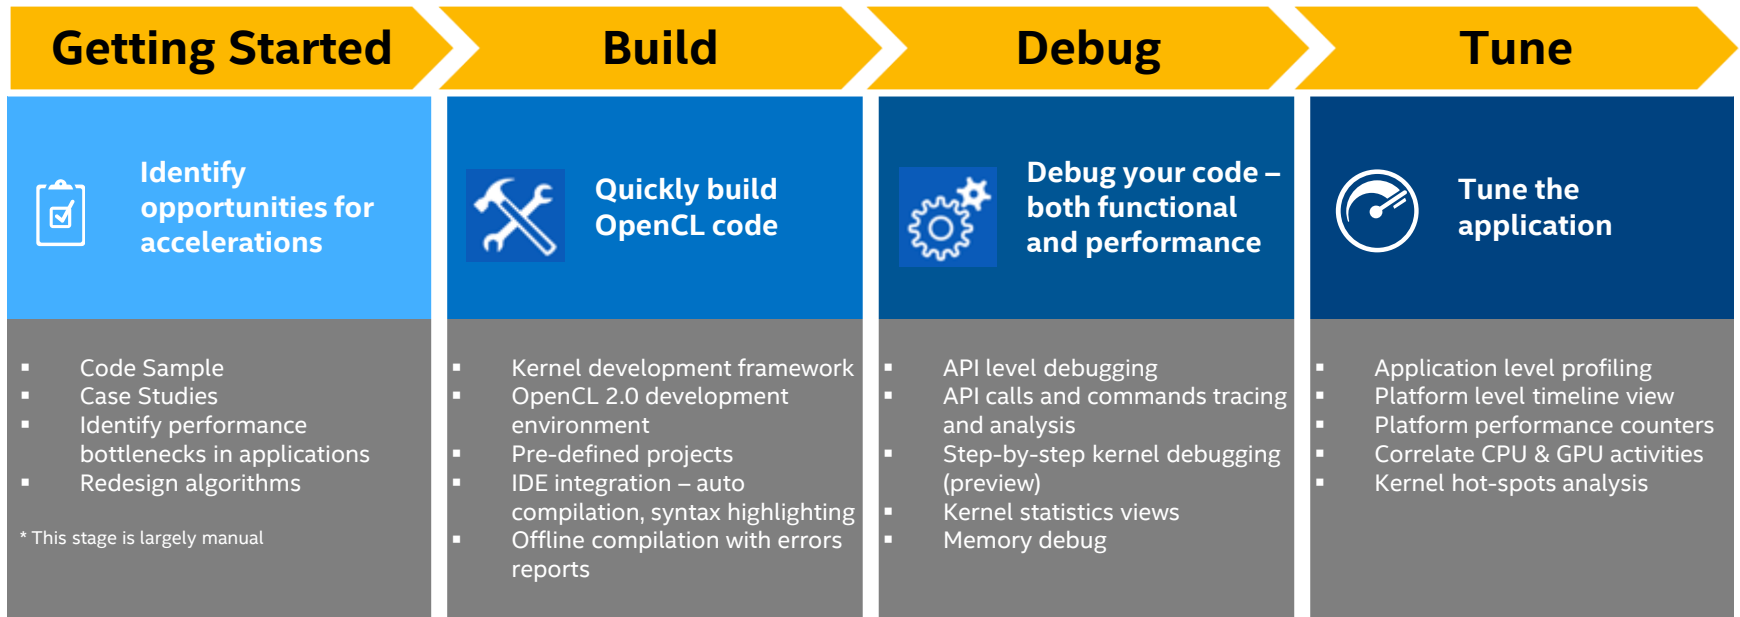 Getting Started
Build
Debug
Tune
Identify
opportunities for
accelerations
Quickly build
OpenCL code
Debug your code –
both functional
and performance
Tune the
application
▪ Code Sample
▪ Case Studies
▪ Identify performance
bottlenecks in applications
▪ Redesign algorithms
* This stage is largely manual
▪ Kernel development framework
▪ OpenCL 2.0 development
environment
▪ Pre-defined projects
▪ IDE integration – auto
compilation, syntax highlighting
▪ Offline compilation with errors
reports
▪ API level debugging
▪ API calls and commands tracing
and analysis
▪ Step-by-step kernel debugging
(preview)
▪ Kernel statistics views
▪ Memory debug
▪ Application level profiling
▪ Platform level timeline view
▪ Platform performance counters
▪ Correlate CPU & GPU activities
▪ Kernel hot-spots analysis